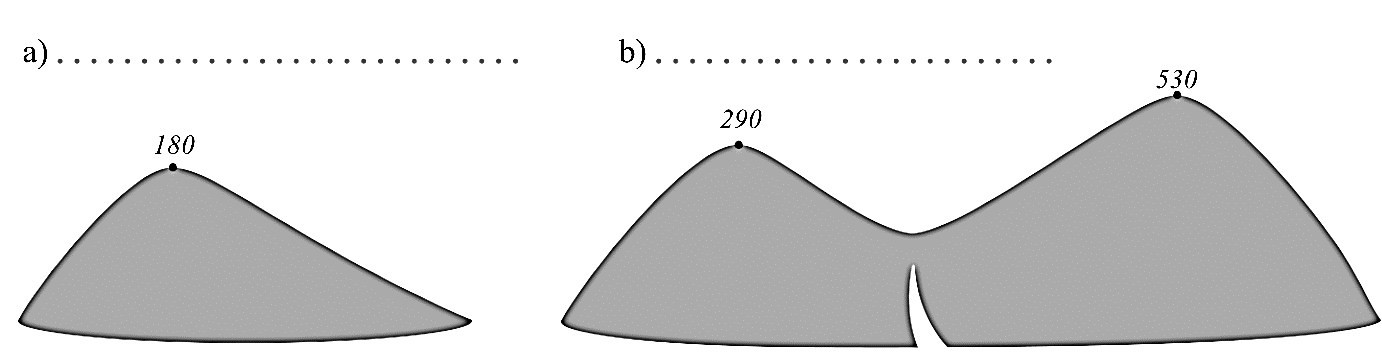 a) . . . . . . . . . . . . . . . . . . . . . . . . . . . .
b) . . . . . . . . . . . . . . . . . . . . . . . .
530
290
180